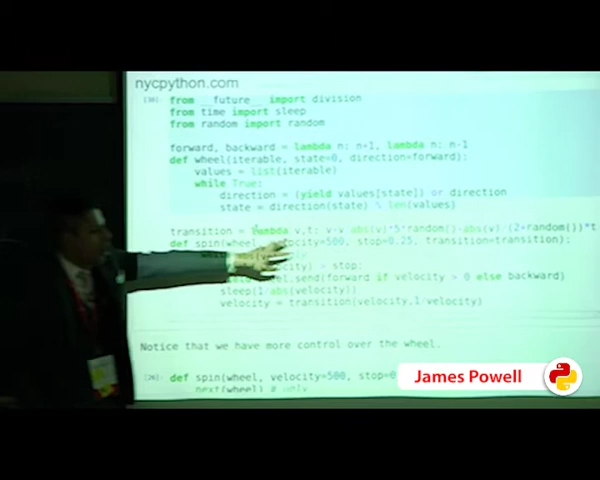 nycpython.com
from __future__ import division
from time import sleep
from random import random
forward, backward = lambda n: n+1, lambda n: n-1
def wheel(iterable, state=0, direction=forward):
values = list(iterable)
while True:
direction = (yield values[state]) or direction
state = direction(state) % len(values)
transition = lambda v,t: abs(v)*5*random()-abs(v) (2+random())*t
def spin(wheel, velocity=500, stop=0.25, transition=transition):
velocity) > stop:
wheel.send(forward if velocity > 0 else backward)
sleep(1/abs(velocity))
velocity = transition(velocity,1/velocity)
Notice that we have more control over the wheel.
def spin(wheel, velocity=500, stop=0
next(wheel) #
James Powell